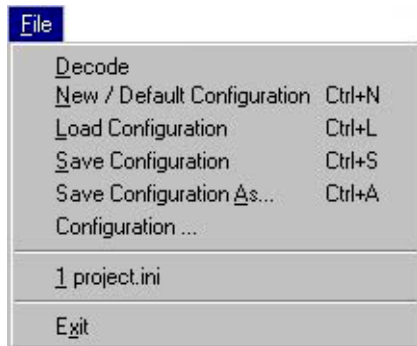 File
Decode
New / Default Configuration Ctrl+N
Load Configuration Ctrl+L
Save Configuration Ctrl+S
Save Configuration As... Ctrl+A
Configuration ...
1 project.ini
Exit